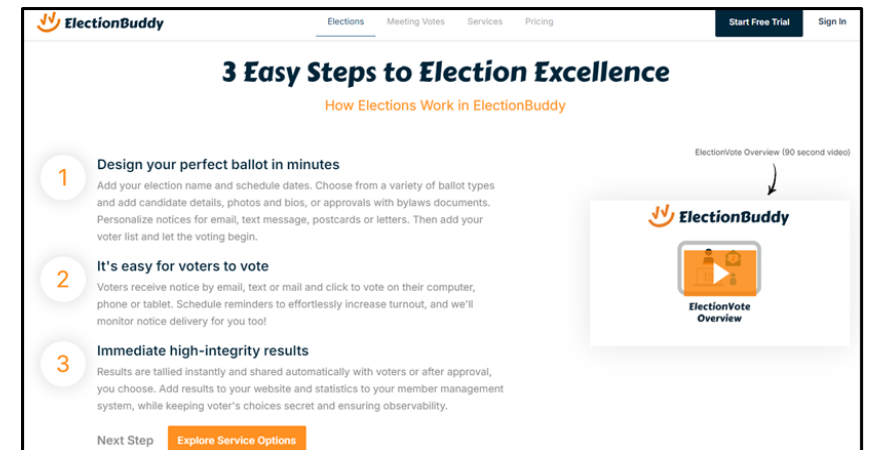 ElectionBuddy
Elections Meeting Votes Services Pricing
Start Free Trial Sign In
3 Easy Steps to Election Excellence
How Elections Work in ElectionBuddy
ElectionVote Overview (90 second video)
1
Design your perfect ballot in minutes
Add your election name and schedule dates. Choose from a variety of ballot types
and add candidate details, photos and bios, or approvals with bylaws documents.
Personalize notices for email, text message, postcards or letters. Then add your
voter list and let the voting begin.
2
It's easy for voters to vote
Voters receive notice by email, text or mail and click to vote on their computer,
phone or tablet. Schedule reminders to effortlessly increase turnout, and we'll
monitor notice delivery for you too!
3
Immediate high-integrity results
Results are tallied instantly and shared automatically with voters or after approval,
you choose. Add results to your website and statistics to your member management
system, while keeping voter's choices secret and ensuring observability.
Next Step Explore Service Options
ElectionBuddy
ElectionVote
Overview